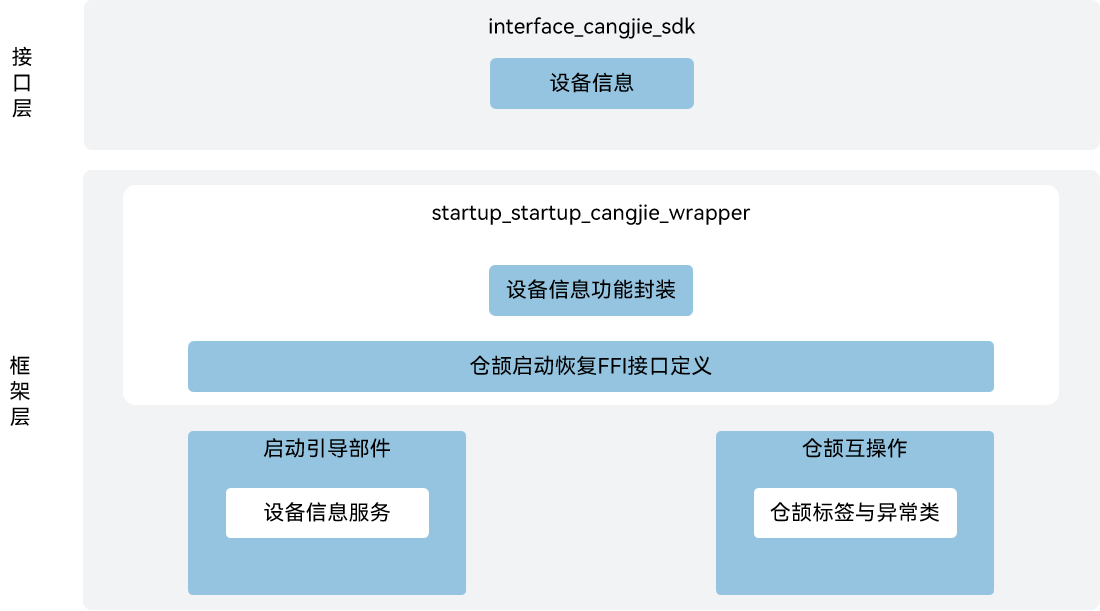 接口层
interface_cangjie_sdk
设备信息
框架层
startup_startup_cangjie_wrapper
设备信息功能封装
仓颉启动恢复FFI接口定义
启动引导部件
设备信息服务
仓颉互操作
仓颉标签与异常类